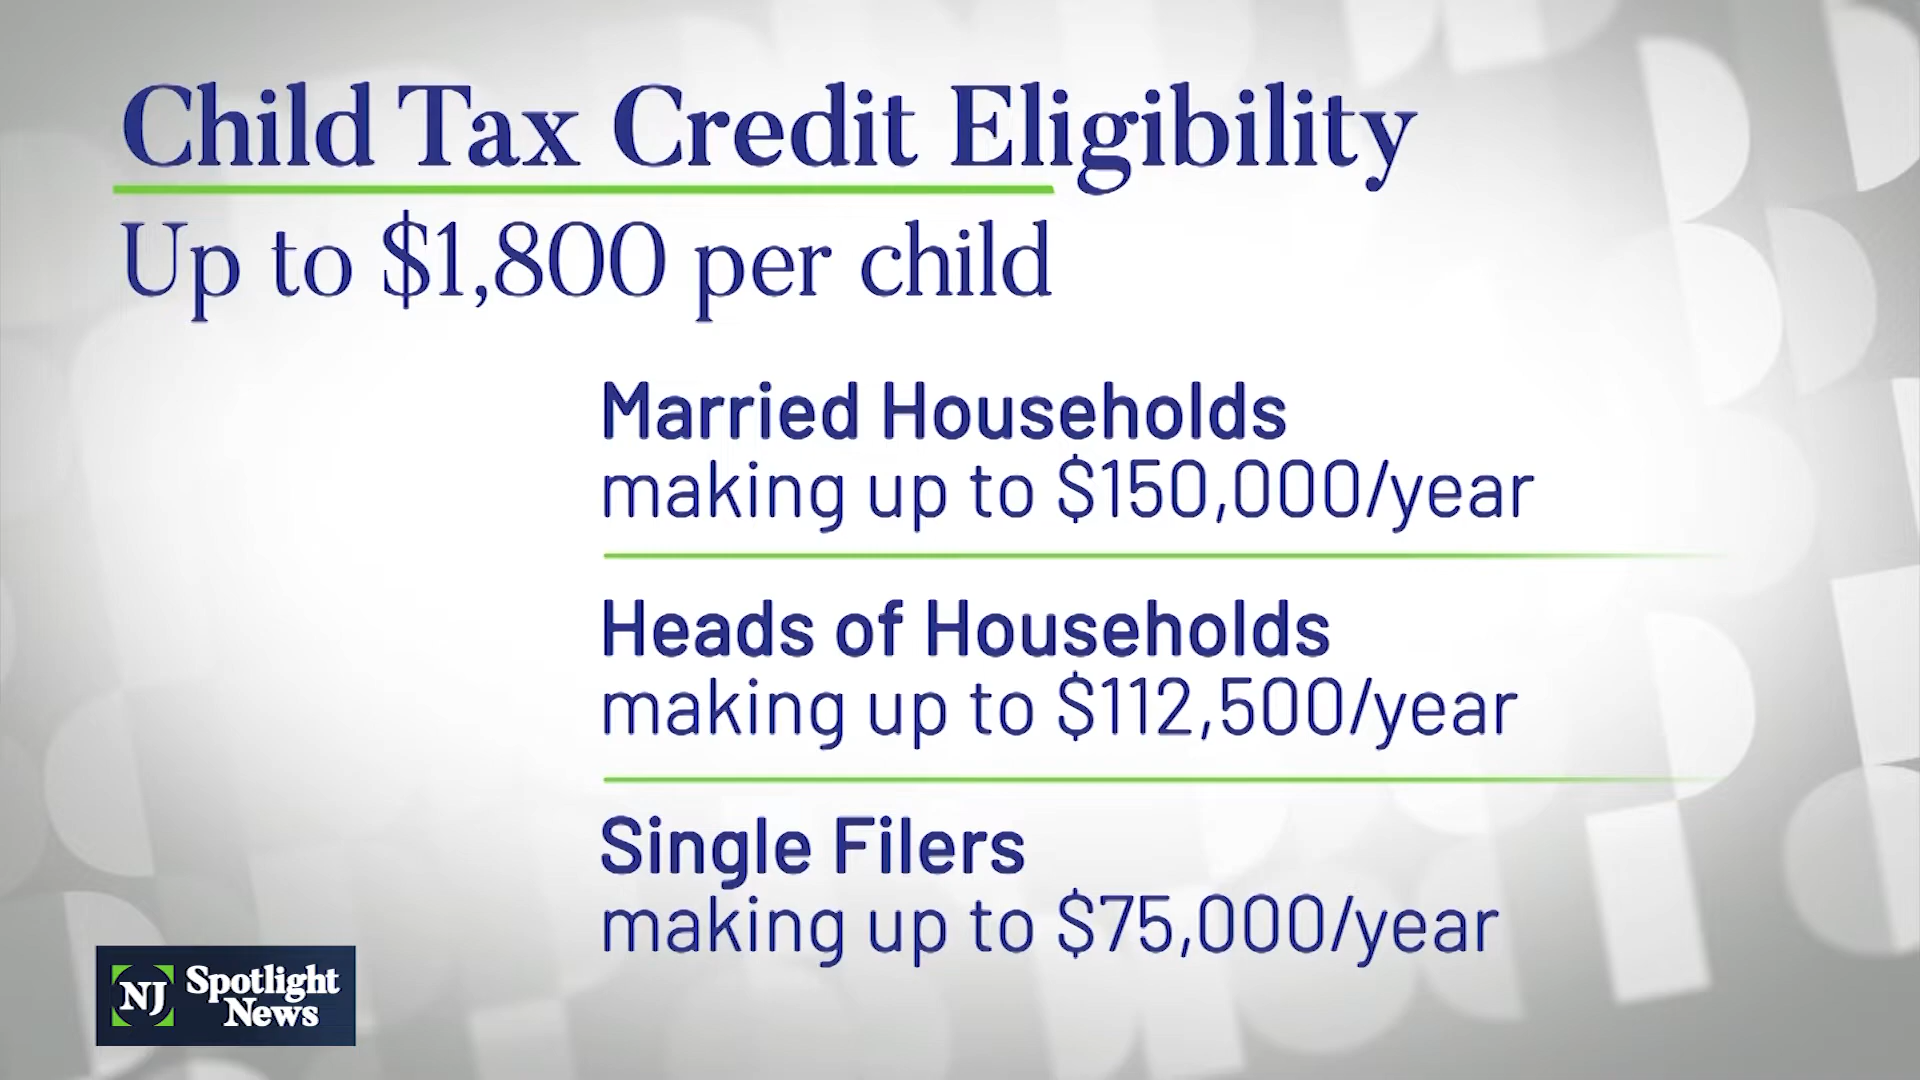 Child Tax Credit Eligibility
Up to $1,800 per child
Married Households
making up to $150,000/year
Heads of Households
making up to $112,500/year
Single Filers
making up to $75,000/year
NJ Spotlight
News